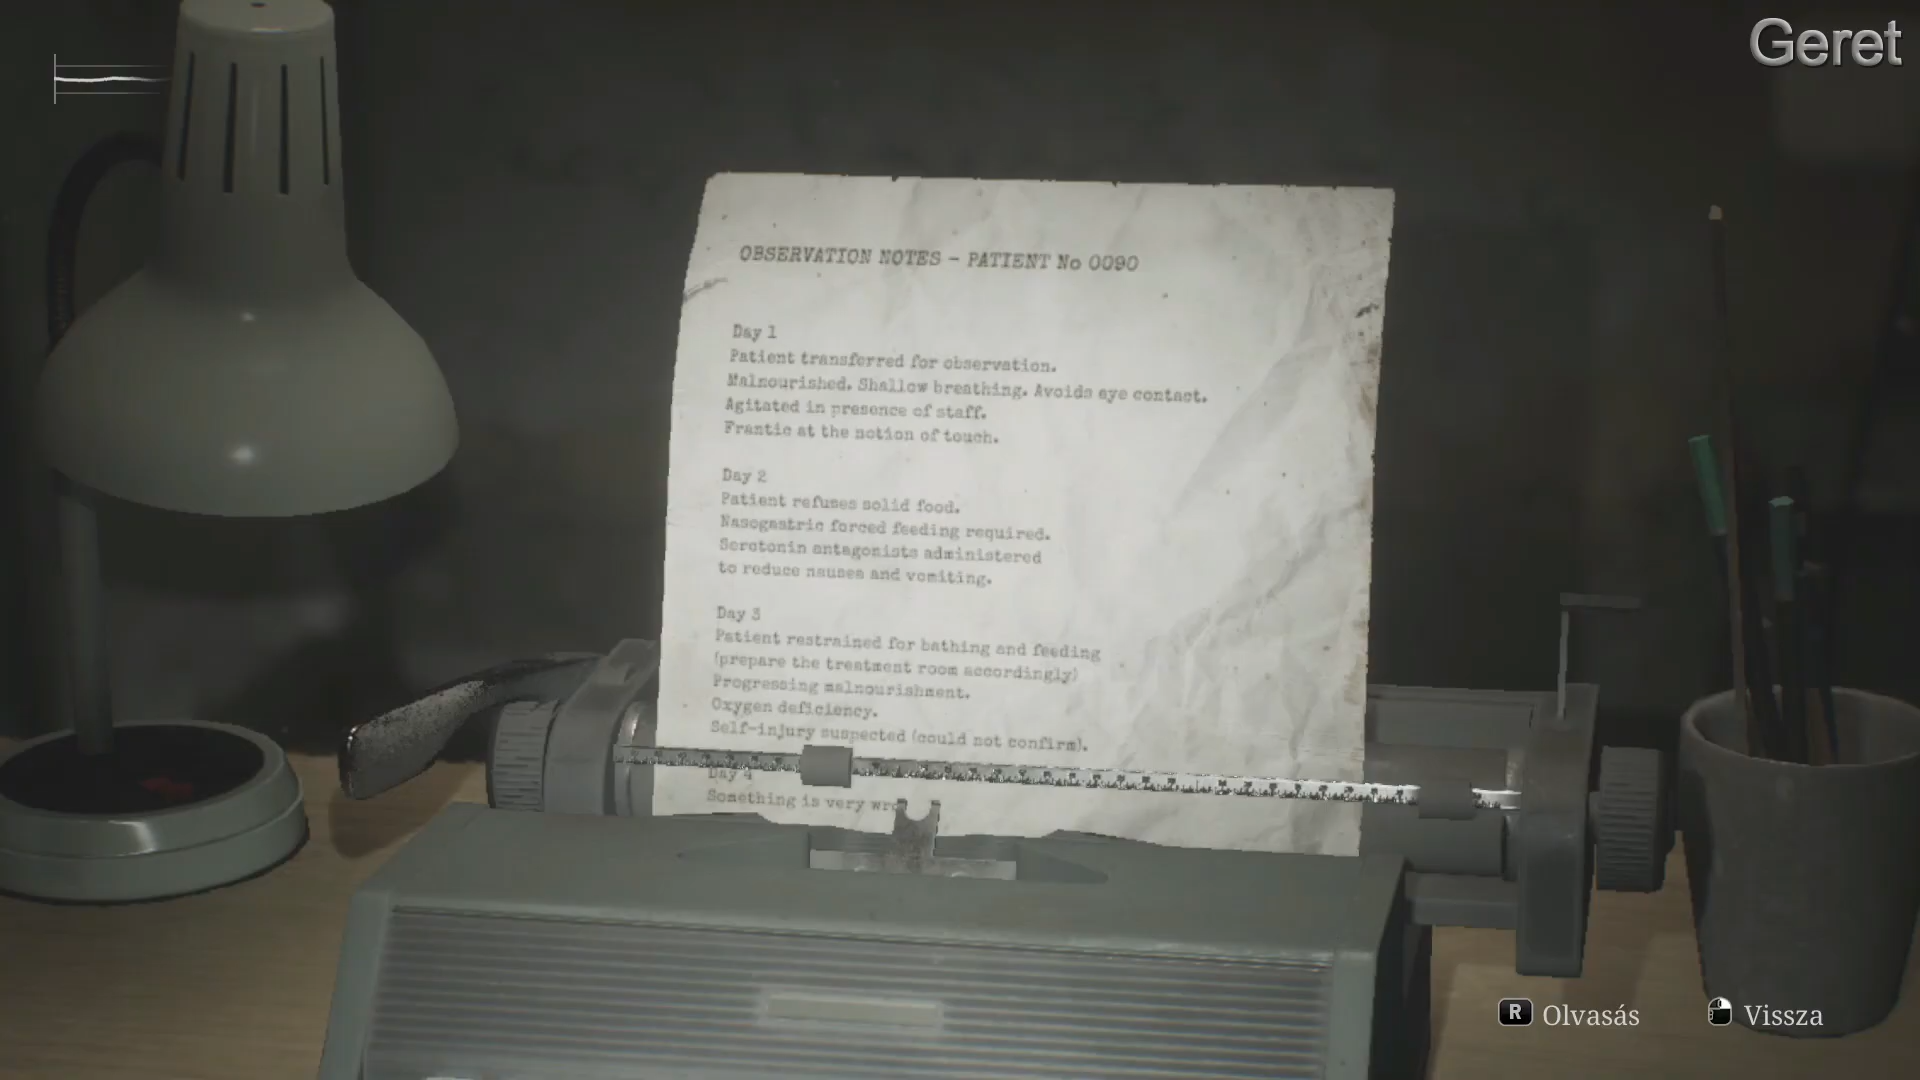 Geret
OBSERVATION NOTES - PATIENT No 0090
Day 1
Patient transferred for observation.
Malnourished. Shallow breathing. Avoids eye contact.
Agitated in presence of staff.
Frantic at the notion of touch.
Day 2
Patient refuses solid food.
Nasogastric forced feeding required.
Serotonin antagonists administered
to reduce nausea and vomiting.
Day 3
Patient restrained for bathing and feeding
(prepare the treatment room accordingly)
Progressing malnourishment.
Oxygen deficiency.
Self-injury suspected (could not confirm).
Day 4
Something is very
R Olvasás
Vissza